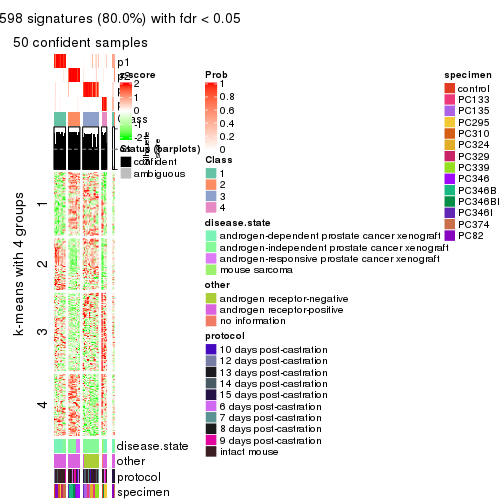 598 signatures (80.0%) with fdr < 0.05
50 confident samples
p1
z-score
2
1
0
-1
-2
Class
Silhouette score
Status (barplots)
confident
ambiguous
k-means with 4 groups
1
2
3
4
disease.state
other
protocol
specimen
Prob
1
0.8
0.6
0.4
0.2
0
Class
1
2
3
4
disease.state
androgen-dependent prostate cancer xenograft
androgen-independent prostate cancer xenograft
androgen-responsive prostate cancer xenograft
mouse sarcoma
other
androgen receptor-negative
androgen receptor-positive
no information
protocol
10 days post-castration
12 days post-castration
13 days post-castration
14 days post-castration
15 days post-castration
6 days post-castration
7 days post-castration
8 days post-castration
9 days post-castration
intact mouse
specimen
control
PC133
PC135
PC295
PC310
PC324
PC329
PC339
PC346
PC346B
PC346BI
PC346I
PC374
PC82